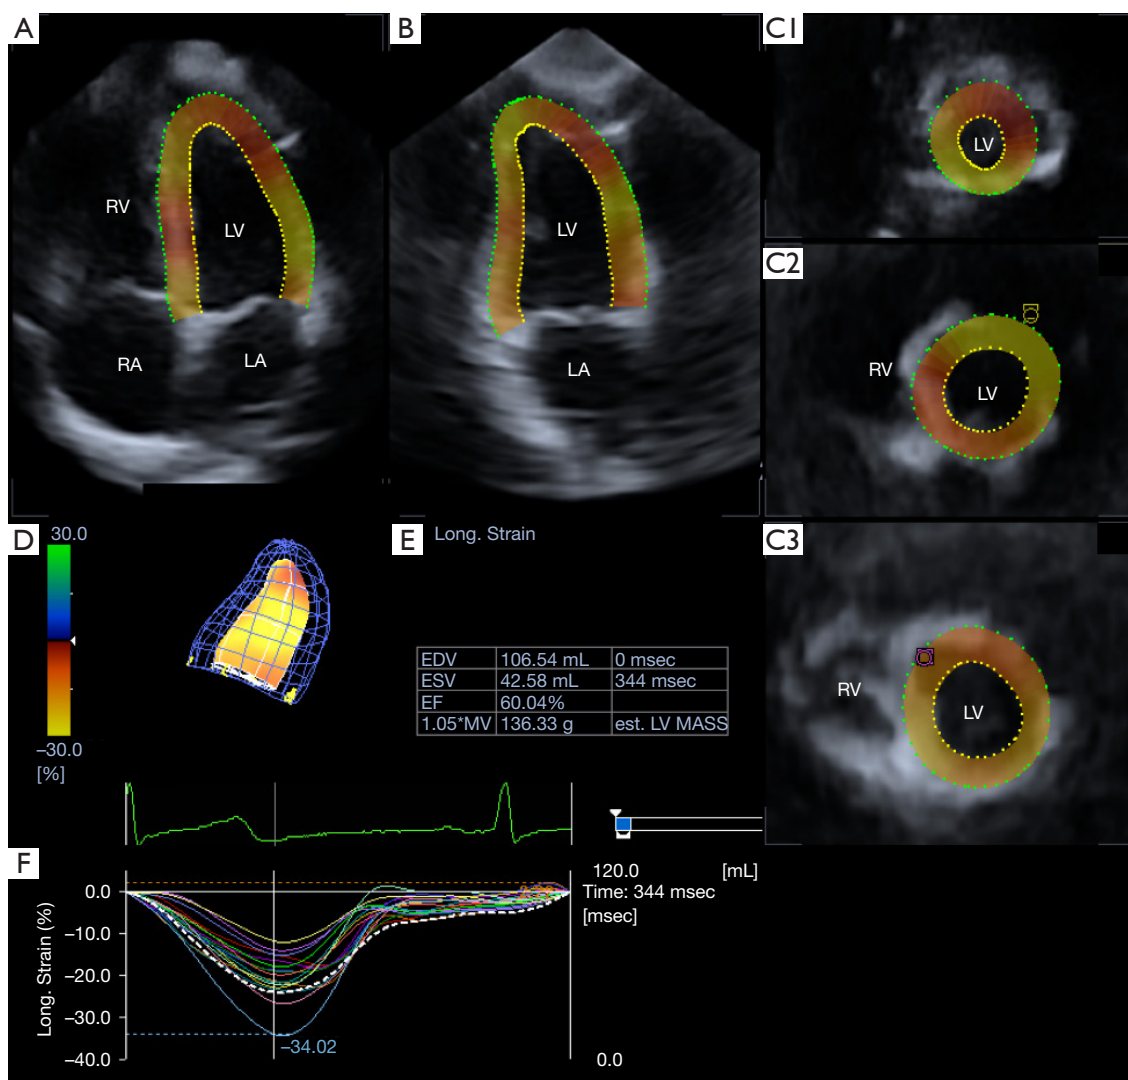 A
RV
LV
RA
LA
B
LV
LA
C1
LV
C2
RV
LV
C3
RV
LV
D
30.0
−30.0
[%]
E
Long. Strain
EDV 106.54 mL 0 msec
ESV 42.58 mL 344 msec
EF 60.04%
1.05*MV 136.33 g est. LV MASS
F
Long. Strain (%)
0.0
−10.0
−20.0
−30.0
−40.0
−34.02
120.0 [mL]
Time: 344 msec
[msec]
0.0